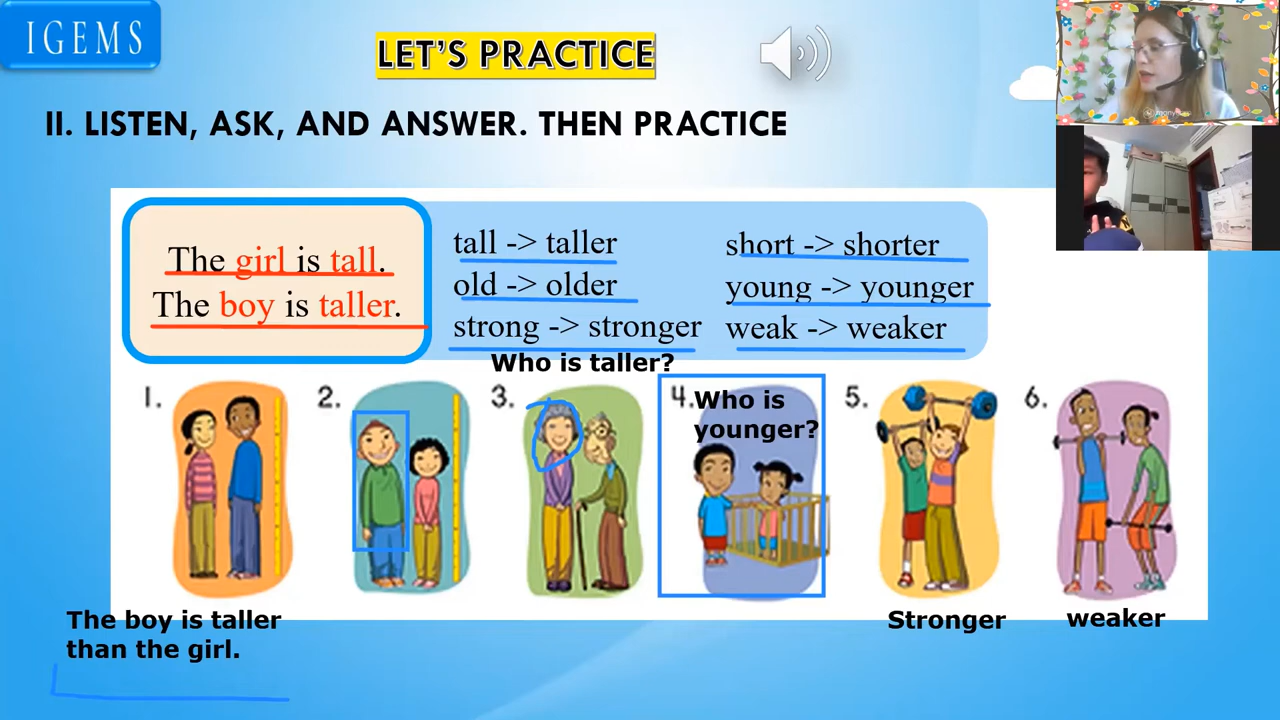 IGEMS
LET'S PRACTICE
II. LISTEN, ASK, AND ANSWER. THEN PRACTICE
The girl is tall.
The boy is taller.
tall -> taller
old -> older
strong -> stronger
short -> shorter
young -> younger
weak -> weaker
Who is taller?
1.
2.
3.
4.
Who is
younger?
5.
6.
The boy is taller
than the girl.
Stronger
weaker